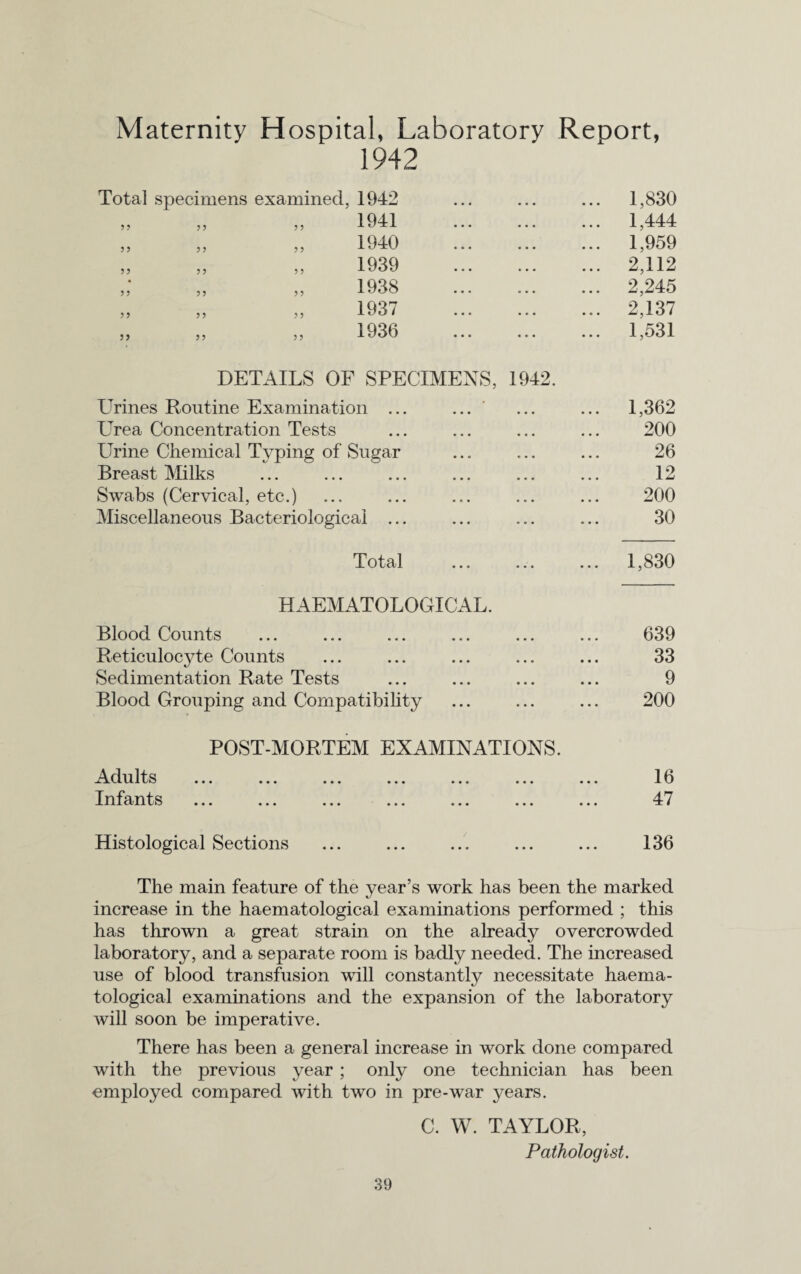 Maternity Hospital, Laboratory Report,
1942
Total specimens examined, 1942 ... ... ... 1,830
,, ,, ,, 1941 ... ... ... 1,444
,, ,, ,, 1940 ... ... ... 1,959
,, ,, ,, 1939 ... ... ... 2,112
,, ,, ,, 1938 ... ... ... 2,245
,, ,, ,, 1937 ... ... ... 2,137
,, ,, ,, 1936 ... ... ... 1,531
DETAILS OF SPECIMENS, 1942.
Urines Routine Examination ... ... ... ... 1,362
Urea Concentration Tests ... ... ... ... 200
Urine Chemical Typing of Sugar ... ... ... 26
Breast Milks ... ... ... ... ... ... 12
Swabs (Cervical, etc.) ... ... ... ... ... 200
Miscellaneous Bacteriological ... ... ... ... 30
Total ... ... ... 1,830
HAEMATOLOGICAL.
Blood Counts ... ... ... ... ... ... 639
Reticulocyte Counts ... ... ... ... ... 33
Sedimentation Rate Tests ... ... ... ... 9
Blood Grouping and Compatibility ... ... ... 200
POST-MORTEM EXAMINATIONS.
Adults ... ... ... ... ... ... ... 16
Infants ... ... ... ... ... ... ... 47
Histological Sections ... ... ... ... ... 136
The main feature of the year's work has been the marked
increase in the haematological examinations performed ; this
has thrown a great strain on the already overcrowded
laboratory, and a separate room is badly needed. The increased
use of blood transfusion will constantly necessitate haema-
tological examinations and the expansion of the laboratory
will soon be imperative.
There has been a general increase in work done compared
with the previous year ; only one technician has been
employed compared with two in pre-war years.
C. W. TAYLOR,
Pathologist.
39